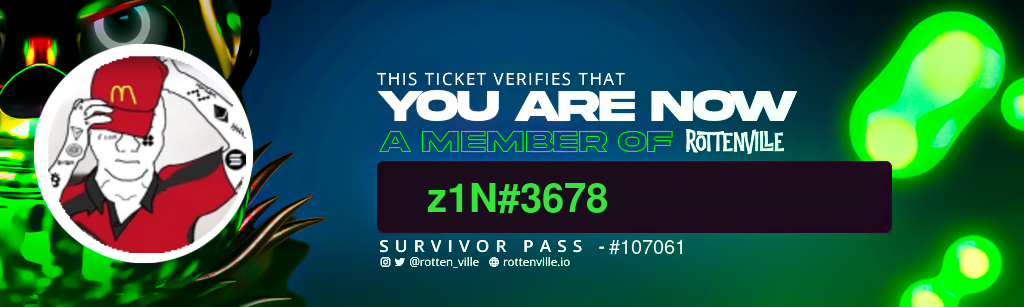 THIS TICKET VERIFIES THAT
YOU ARE NOW
A MEMBER OF ROTTENVILLE
z1N#3678
SURVIVOR PASS - #107061
@rotten_ville rottenville.io